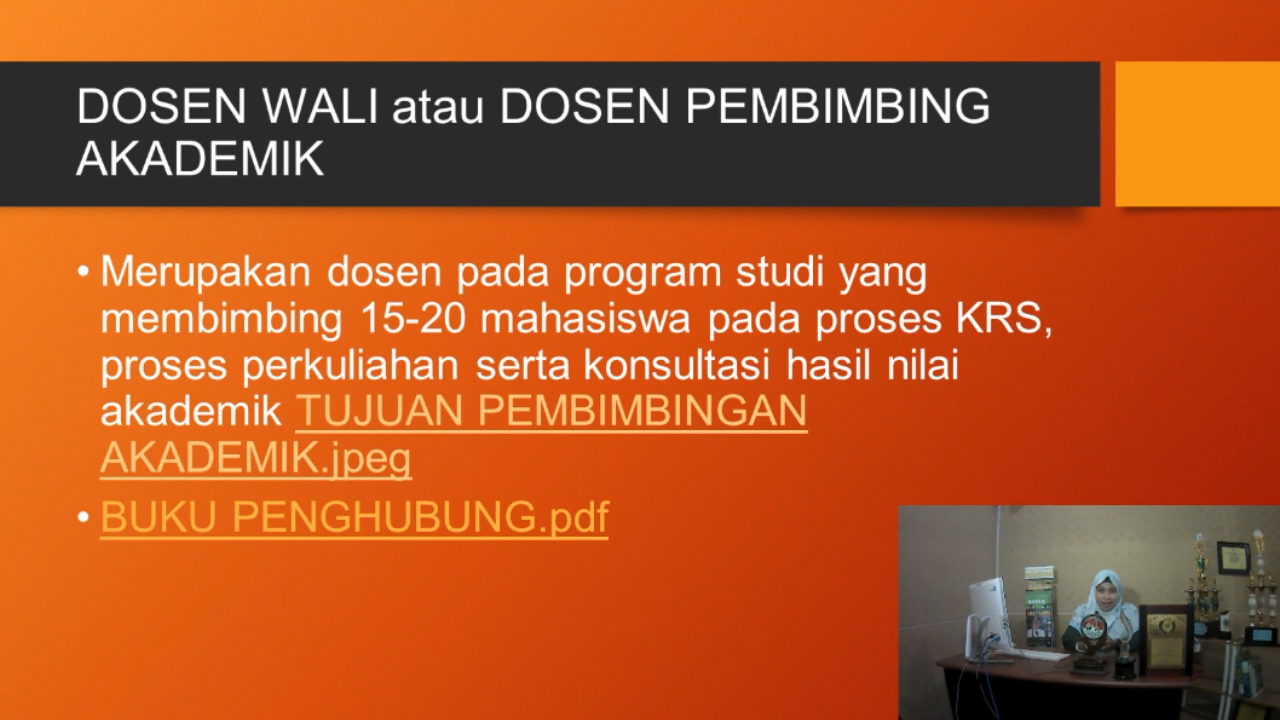 DOSEN WALI atau DOSEN PEMBIMBING
AKADEMIK
• Merupakan dosen pada program studi yang
membimbing 15-20 mahasiswa pada proses KRS,
proses perkuliahan serta konsultasi hasil nilai
akademik TUJUAN PEMBIMBINGAN
AKADEMIK.jpeg
• BUKU PENGHUBUNG.pdf